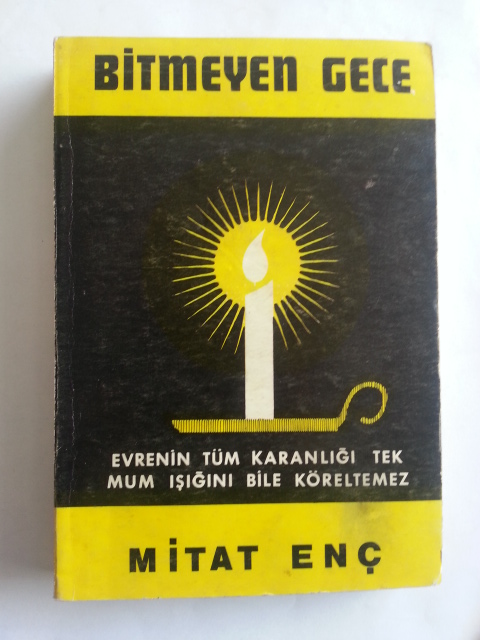 BİTMEYEN GECE
EVRENİN TÜM KARANLIĞI TEK
MUM IŞIĞINI BİLE KÖRELTEMEZ
MİTAT ENÇ